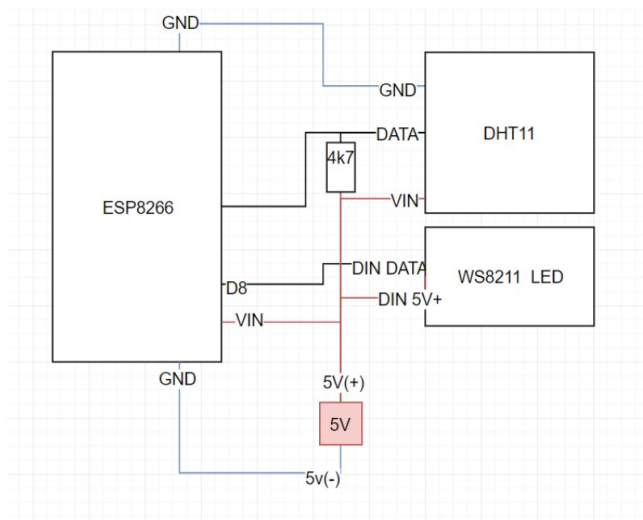 GND
GND
DATA
DHT11
4k7
VIN
ESP8266
DIN DATA
WS8211 LED
D8
DIN 5V+
VIN
GND
5V(+)
5V
5v(-)